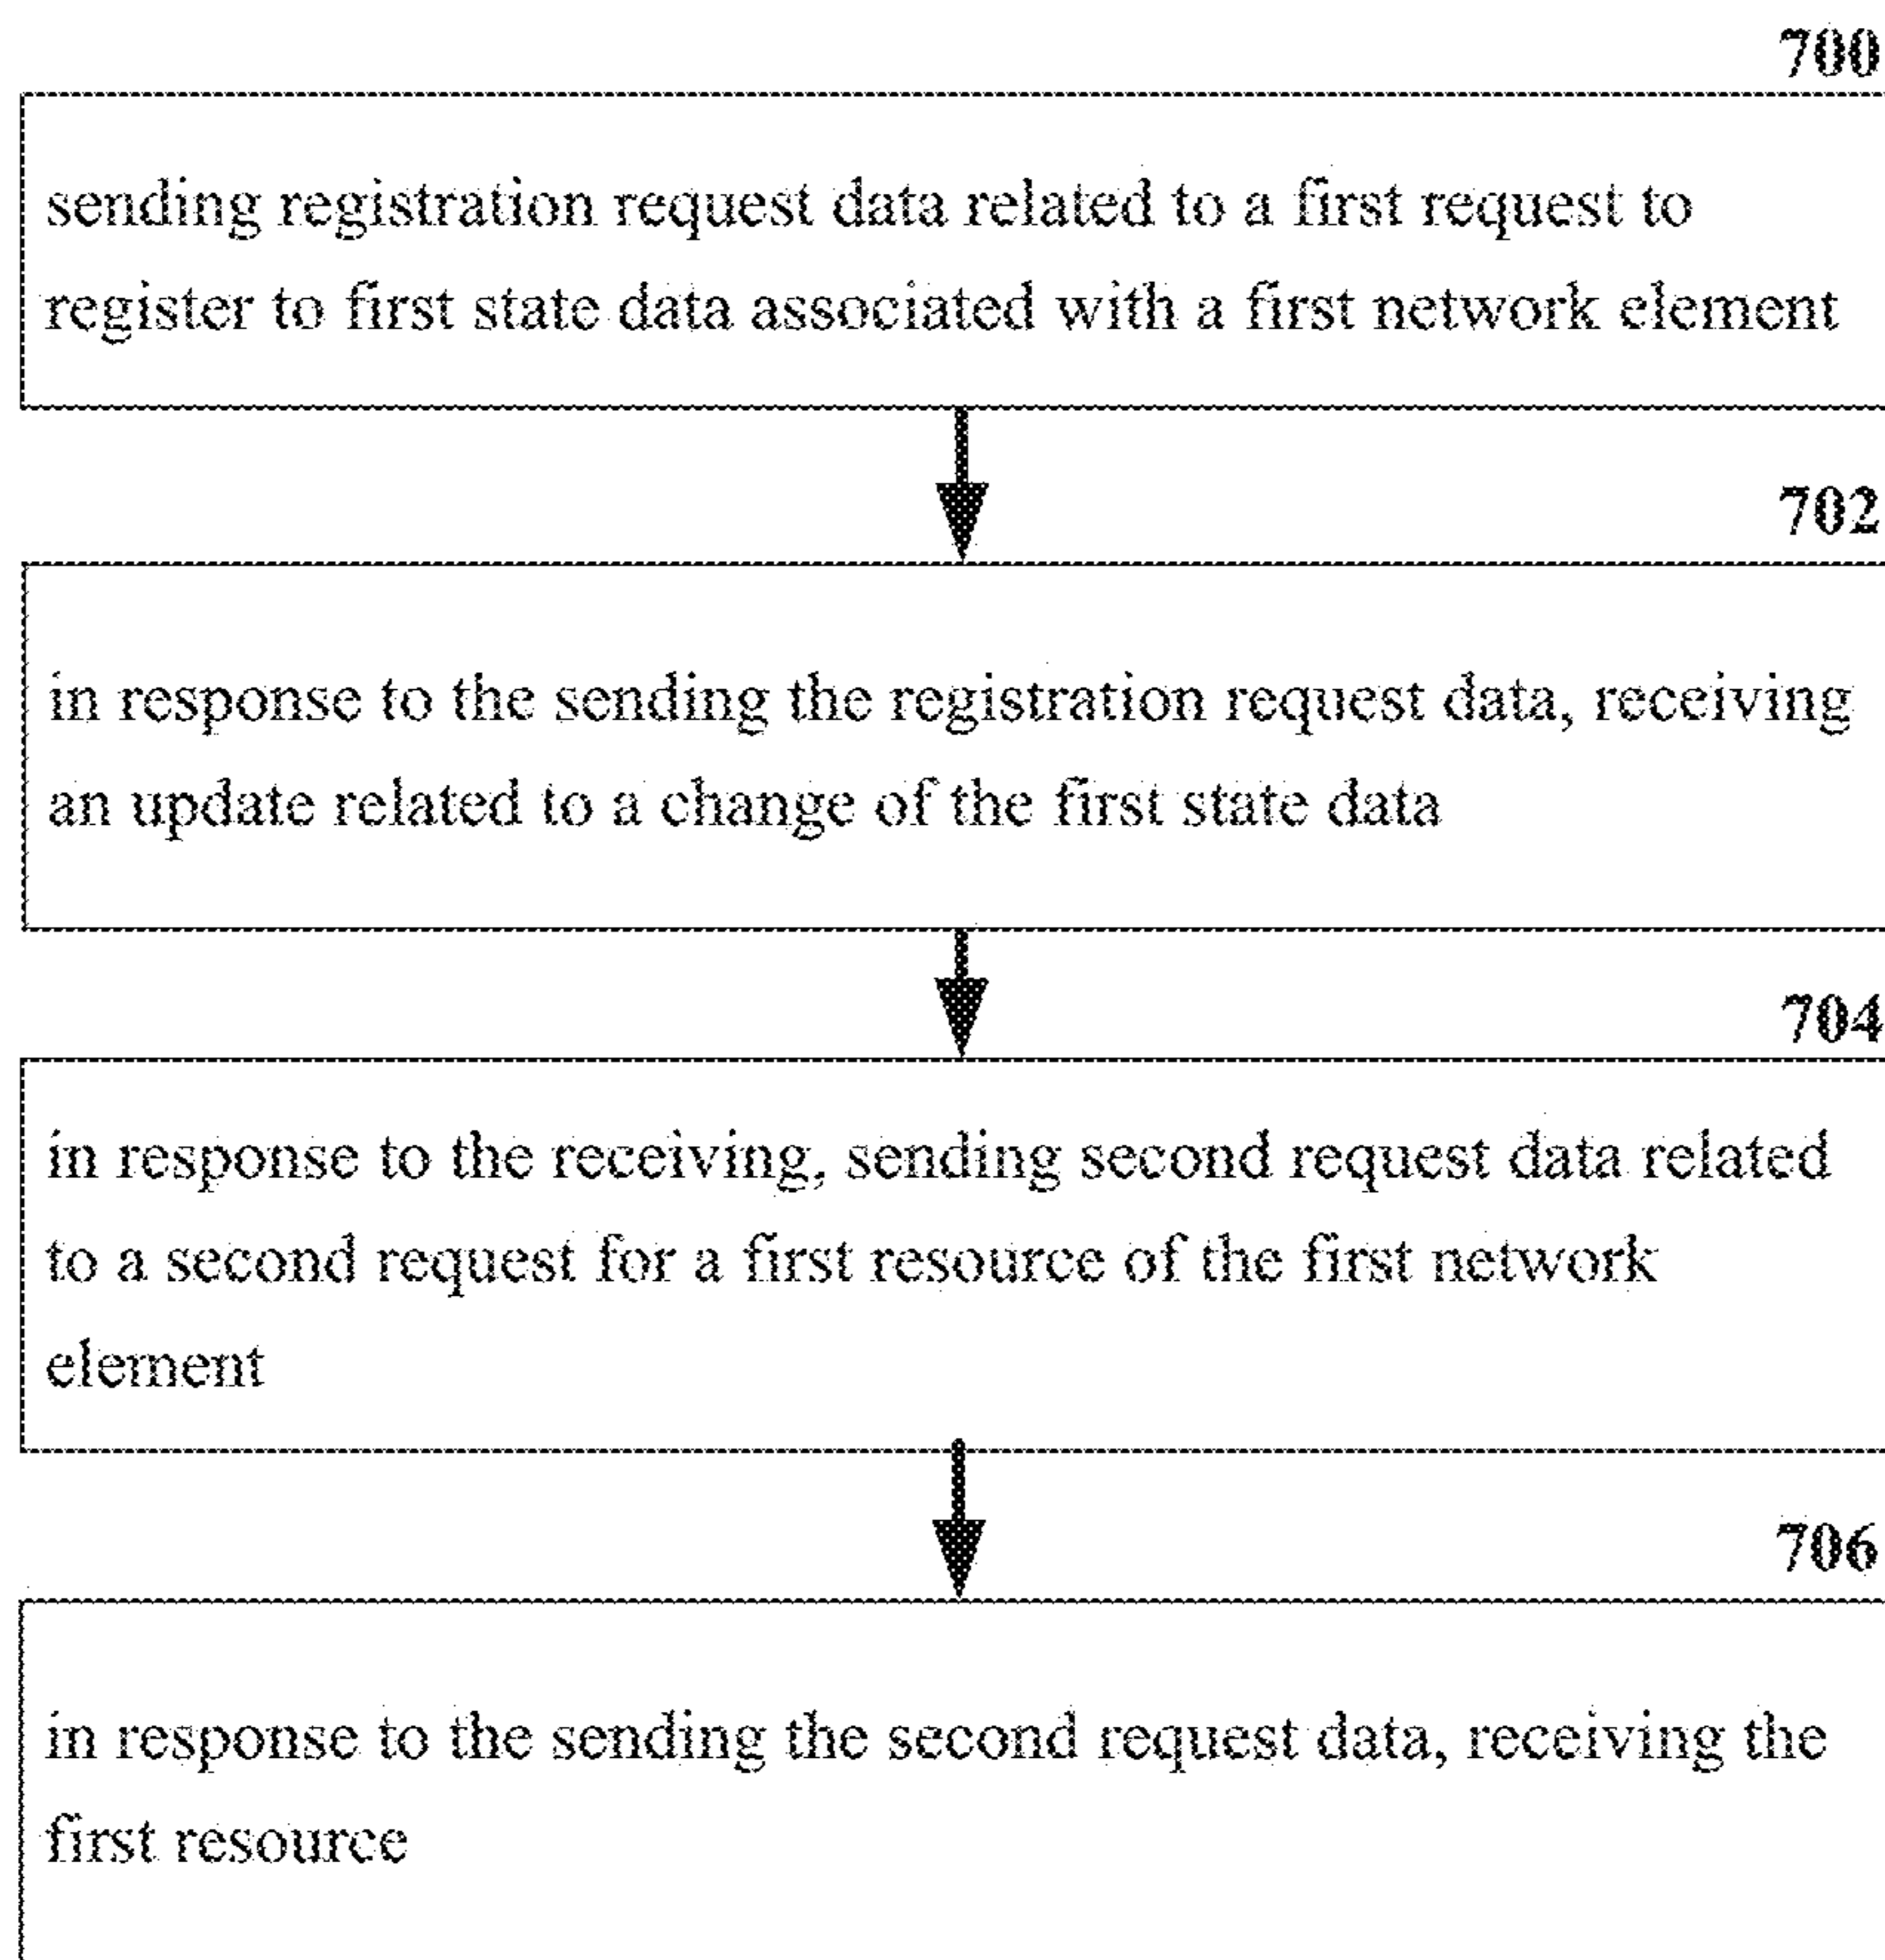 700
sending registration request data related to a first request to
register to first state data associated with a first network element
702
in response to the sending the registration request data, receiving
an update related to a change of the first state data
704
in response to the receiving, sending second request data related
to a second request for a first resource of the first network
element
706
in response to the sending the second request data, receiving the
first resource